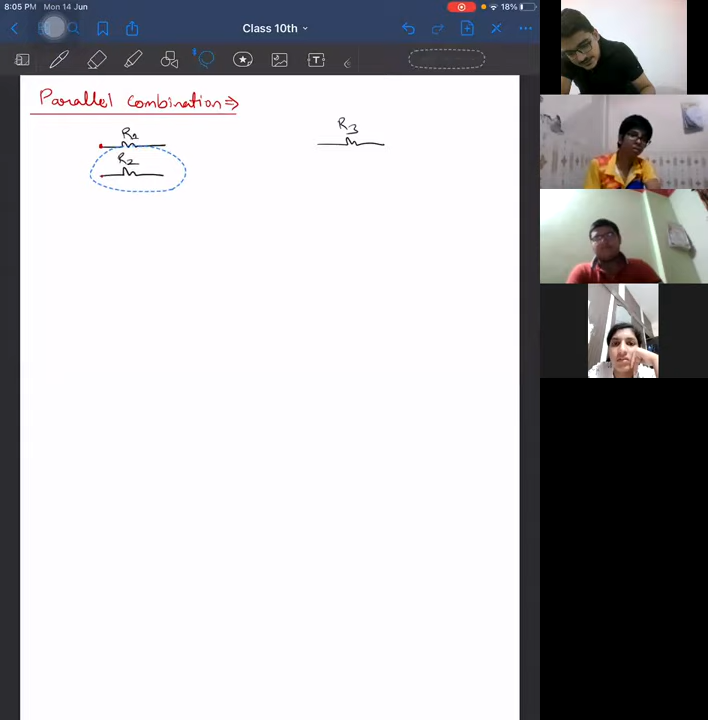 8:05 PM Mon 14 Jun 18%
Class 10th
Parallel Combination ⇒
R1 R3
R2